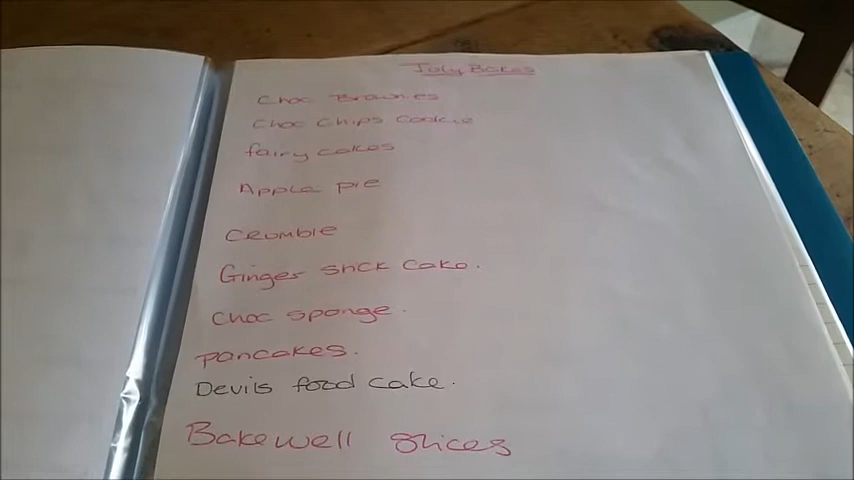 July Bakes
Choc Brownies
Choc Chips Cookie
fairy cakes
Apple pie
Crumble
Ginger stick cake.
Choc sponge.
pancakes.
Devils food cake.
Bakewell slices